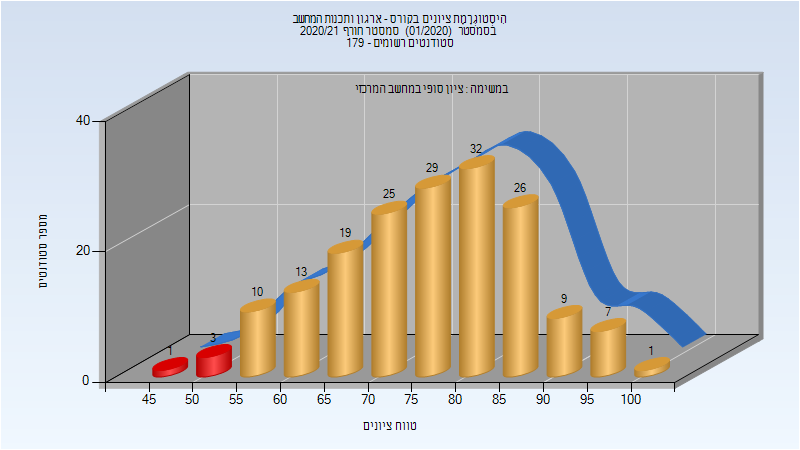 היסטוגרמת ציונים בקורס - ארגון ותכנות המחשב
בסמסטר (01/2020) סמסטר חורף 2020/21
סטודנטים רשומים - 179
במשימה : ציון סופי במחשב המרכזי
מספר סטודנטים
40
20
0
1
3
10
13
19
25
29
32
26
9
7
1
45 50 55 60 65 70 75 80 85 90 95 100
טווח ציונים